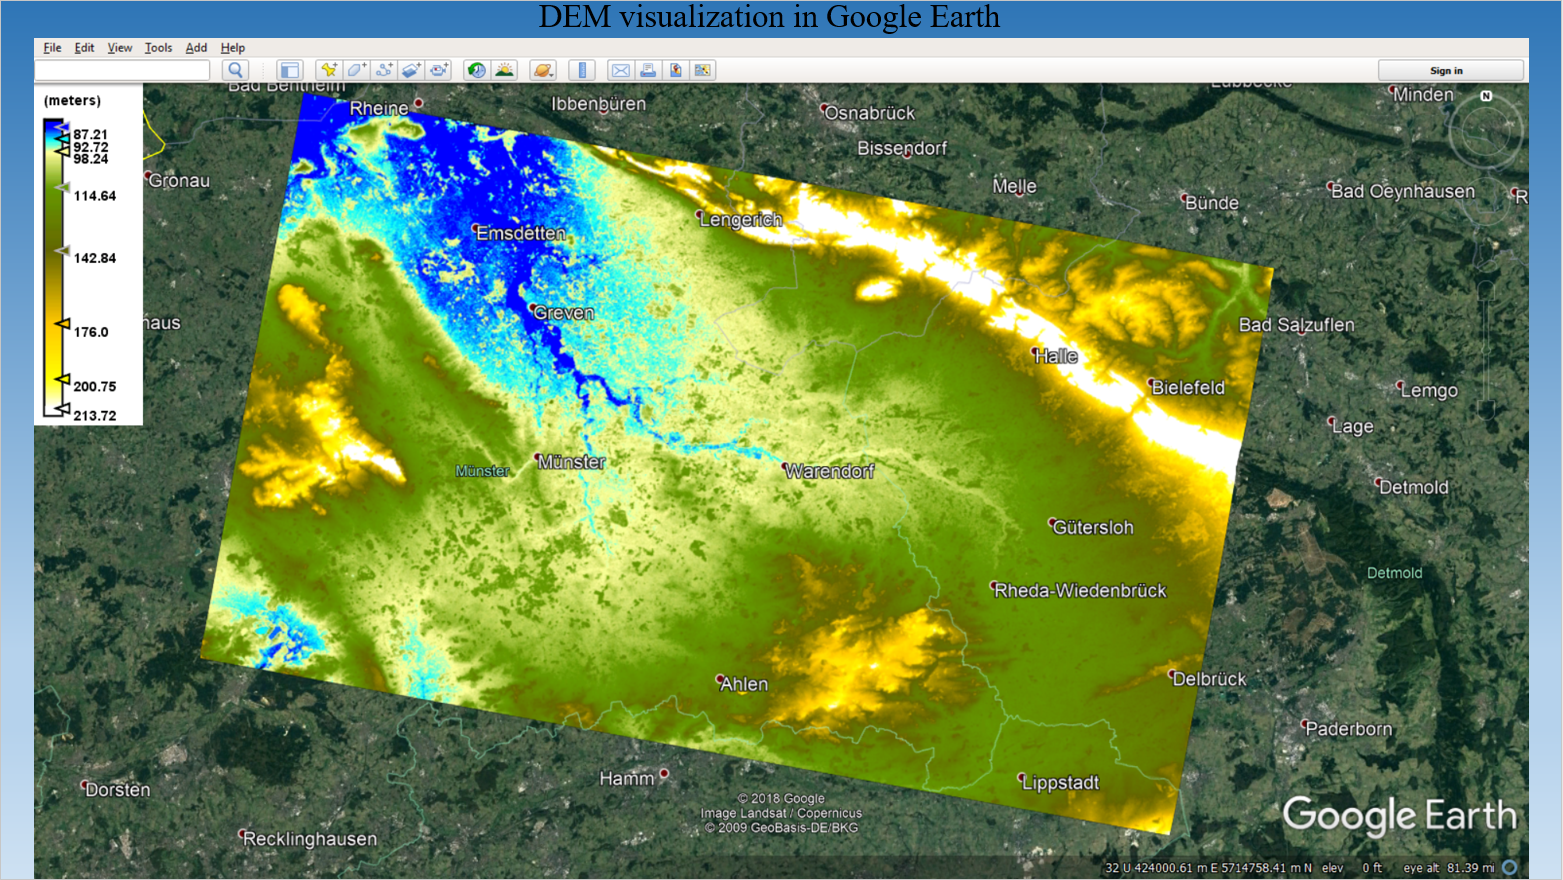 DEM visualization in Google Earth
File Edit View Tools Add Help
Sign in
(meters)
87.21
92.72
98.24
114.64
142.84
176.0
200.75
213.72
Bad Bentheim
Rheine
Ibbenbüren
Osnabrück
Lübbecke
Minden
N
Bissendorf
Gronau
Melle
Bünde
Bad Oeynhausen
R
Lengerich
Emsdetten
Greven
haus
Bad Salzuflen
Halle
Bielefeld
Lemgo
Lage
Münster
Münster
Warendorf
Detmold
Gütersloh
Detmold
Rheda-Wiedenbrück
Ahlen
Delbrück
Paderborn
Hamm
Lippstadt
Dorsten
Recklinghausen
© 2018 Google
Image Landsat / Copernicus
© 2009 GeoBasis-DE/BKG
Google Earth
32 U 424000.61 m E 5714758.41 m N elev 0 ft eye alt 81.39 mi